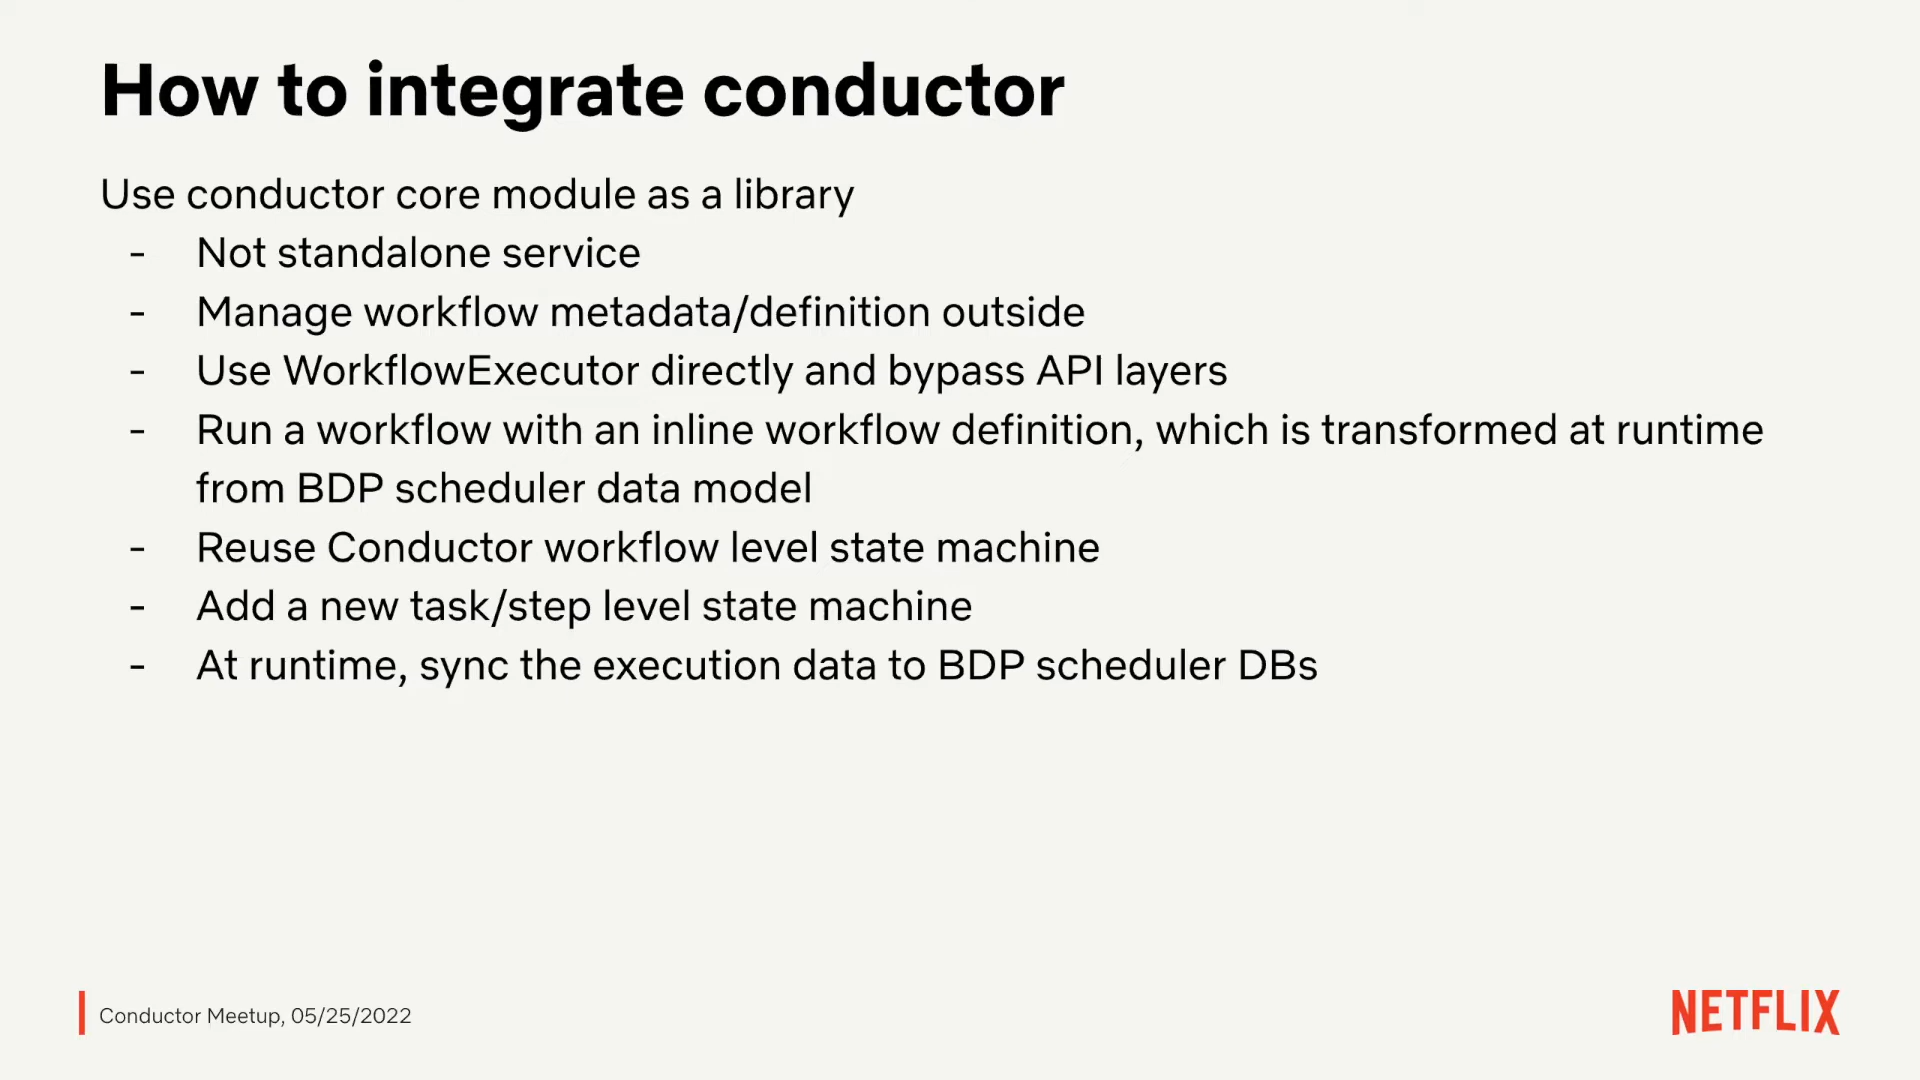 How to integrate conductor
Use conductor core module as a library
- Not standalone service
- Manage workflow metadata/definition outside
- Use WorkflowExecutor directly and bypass API layers
- Run a workflow with an inline workflow definition, which is transformed at runtime
from BDP scheduler data model
- Reuse Conductor workflow level state machine
- Add a new task/step level state machine
- At runtime, sync the execution data to BDP scheduler DBs
Conductor Meetup, 05/25/2022
NETFLIX